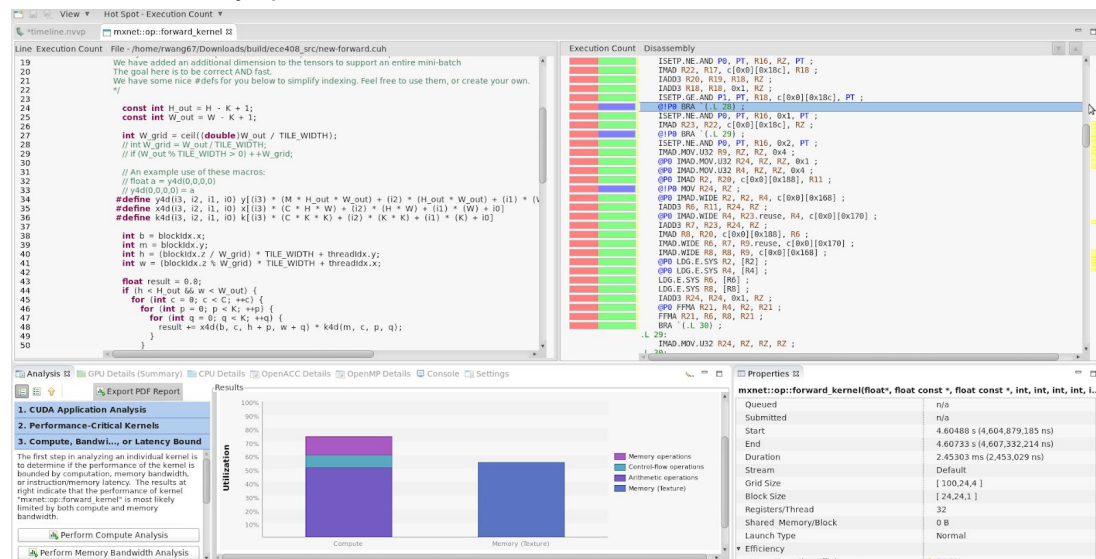 View ▼ Hot Spot - Execution Count ▼
*timeline.nvvp
mxnet::op::forward_kernel
Line Execution Count File - /home/rwang67/Downloads/build/ece408_src/new-forward.cuh
19 We have added an additional dimension to the tensors to support an entire mini-batch
20 The goal here is to be correct AND fast.
21 We have some nice #defs for you below to simplify indexing. Feel free to use them, or create your own.
22 */
23
24 const int H_out = H - K + 1;
25 const int W_out = W - K + 1;
26
27 int W_grid = ceil((double)W_out / TILE_WIDTH);
28 // int W_grid = W_out / TILE_WIDTH;
29 // if (W_out % TILE_WIDTH > 0) ++W_grid;
30
31 // An example use of these macros:
32 // float a = y4d(0,0,0,0)
33 // y4d(0,0,0,0) = a
34 #define y4d(i3, i2, i1, i0) y[(i3) * (M * H_out * W_out) + (i2) * (H_out * W_out) + (i1) * (
35 #define x4d(i3, i2, i1, i0) x[(i3) * (C * H * W) + (i2) * (H * W) + (i1) * (W) + i0]
36 #define k4d(i3, i2, i1, i0) k[(i3) * (C * K * K) + (i2) * (K * K) + (i1) * (K) + i0]
37
38 int b = blockIdx.x;
39 int m = blockIdx.y;
40 int h = (blockIdx.z / W_grid) * TILE_WIDTH + threadIdx.y;
41 int w = (blockIdx.z % W_grid) * TILE_WIDTH + threadIdx.x;
42
43 float result = 0.0;
44 if (h < H_out && w < W_out) {
45 for (int c = 0; c < C; ++c) {
46 for (int p = 0; p < K; ++p) {
47 for (int q = 0; q < K; ++q) {
48 result += x4d(b, c, h + p, w + q) * k4d(m, c, p, q);
49 }
50 }
Execution Count Disassembly
ISETP.NE.AND P0, PT, R16, RZ, PT ;
IMAD R22, R17, c[0x0][0x18c], R18 ;
IADD3 R20, R19, R18, RZ ;
IADD3 R18, R18, 0x1, RZ ;
ISETP.GE.AND P1, PT, R18, c[0x0][0x18c], PT ;
@!P0 BRA `(.L 28) ;
ISETP.NE.AND P0, PT, R16, 0x1, PT ;
IMAD R23, R22, c[0x0][0x18c], RZ ;
@!P0 BRA `(.L 29) ;
ISETP.NE.AND P0, PT, R16, 0x2, PT ;
IMAD.MOV.U32 R9, RZ, RZ, 0x4 ;
@P0 IMAD.MOV.U32 R24, RZ, RZ, 0x1 ;
@P0 IMAD.MOV.U32 R4, RZ, RZ, 0x4 ;
@P0 IMAD R2, R20, c[0x0][0x188], R11 ;
@!P0 MOV R24, RZ ;
@P0 IMAD.WIDE R2, R2, R4, c[0x0][0x168] ;
IADD3 R6, R11, R24, RZ ;
@P0 IMAD.WIDE R4, R23.reuse, R4, c[0x0][0x170] ;
IADD3 R7, R23, R24, RZ ;
IMAD R8, R20, c[0x0][0x188], R6 ;
IMAD.WIDE R6, R7, R9.reuse, c[0x0][0x170] ;
IMAD.WIDE R8, R8, R9, c[0x0][0x168] ;
@P0 LDG.E.SYS R2, [R2] ;
@P0 LDG.E.SYS R4, [R4] ;
LDG.E.SYS R6, [R6] ;
LDG.E.SYS R8, [R8] ;
IADD3 R24, R24, 0x1, RZ ;
@P0 FFMA R21, R4, R2, R21 ;
FFMA R21, R6, R8, R21 ;
BRA `(.L 30) ;
.L 29:
IMAD.MOV.U32 R24, RZ, RZ, RZ ;
.L 30:
Analysis GPU Details (Summary) CPU Details OpenACC Details OpenMP Details Console Settings
Export PDF Report
1. CUDA Application Analysis
2. Performance-Critical Kernels
3. Compute, Bandwi..., or Latency Bound
The first step in analyzing an individual kernel is
to determine if the performance of the kernel is
bounded by computation, memory bandwidth,
or instruction/memory latency. The results at
right indicate that the performance of kernel
"mxnet::op::forward_kernel" is most likely
limited by both compute and memory
bandwidth.
Perform Compute Analysis
Perform Memory Bandwidth Analysis
Results
100%
90%
80%
70%
60%
50%
40%
30%
20%
10%
Utilization
Compute
Memory (Texture)
Memory operations
Control-flow operations
Arithmetic operations
Memory (Texture)
Properties
mxnet::op::forward_kernel(float*, float const *, float const *, int, int, int, int, i...
Queued n/a
Submitted n/a
Start 4.60488 s (4,604,879,185 ns)
End 4.60733 s (4,607,332,214 ns)
Duration 2.45303 ms (2,453,029 ns)
Stream Default
Grid Size [ 100,24,4 ]
Block Size [ 24,24,1 ]
Registers/Thread 32
Shared Memory/Block 0 B
Launch Type Normal
▼ Efficiency